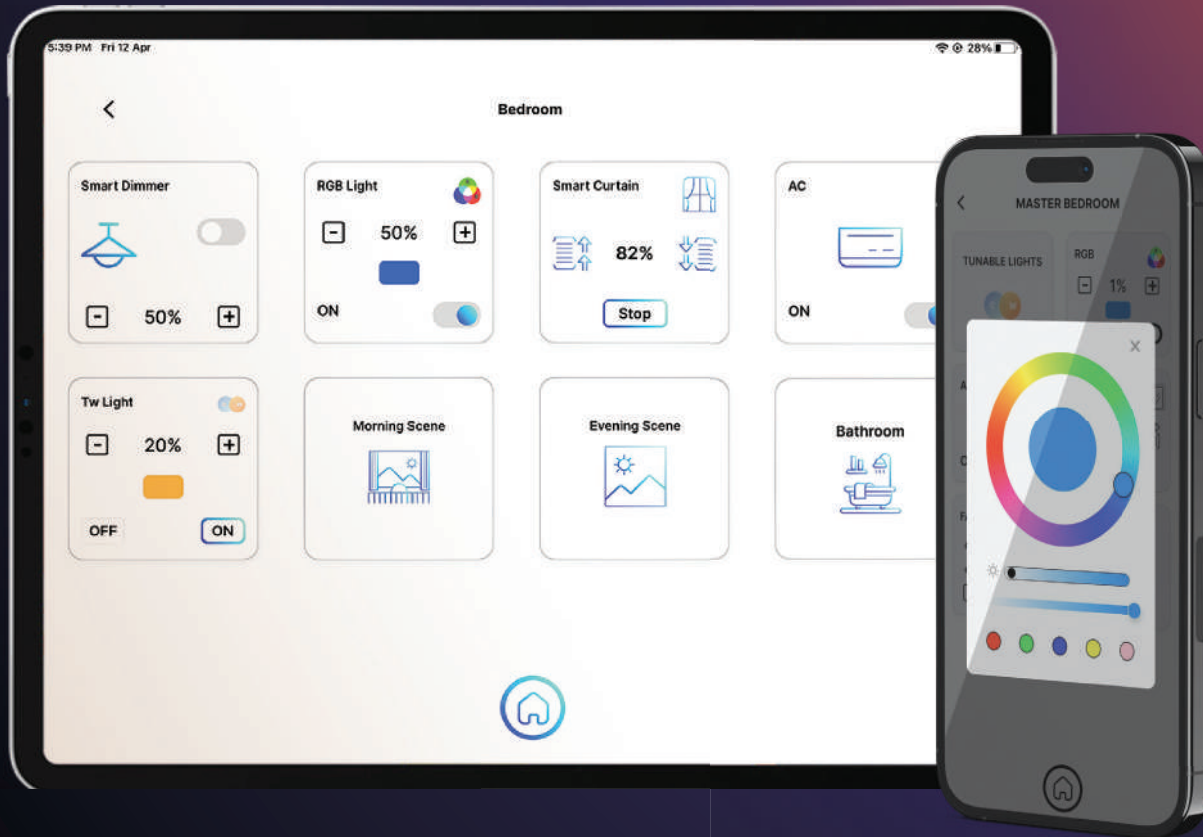 5:39 PM Fri 12 Apr
28%
Bedroom
Smart Dimmer
- 50% +
RGB Light
- 50% +
ON
Smart Curtain
82%
Stop
AC
ON
Tw Light
- 20% +
OFF ON
Morning Scene
Evening Scene
Bathroom
MASTER BEDROOM
TUNABLE LIGHTS
RGB
- 1% +
X